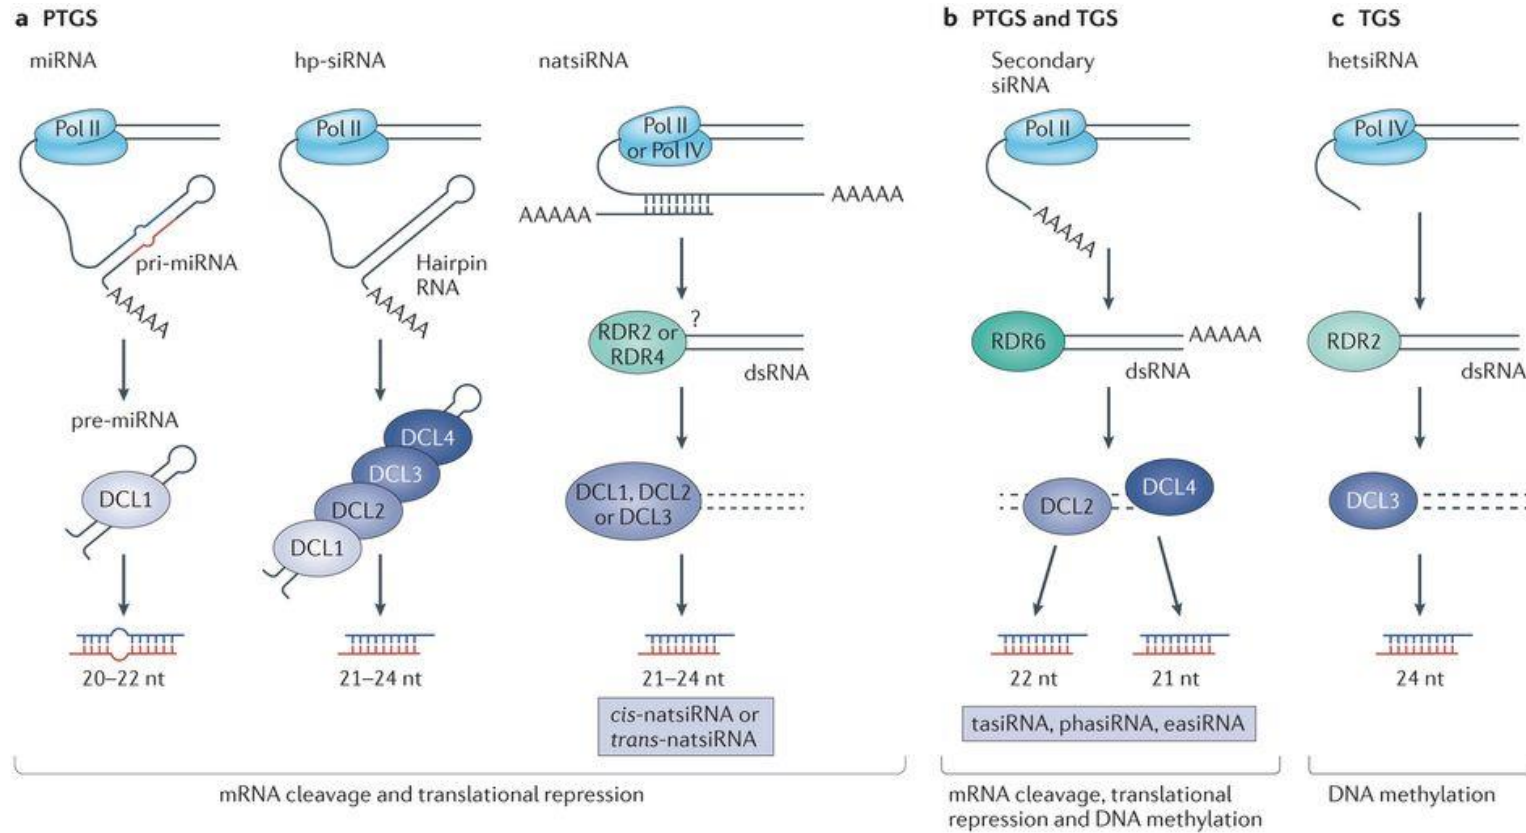 a PTGS
miRNA
Pol II
pri-miRNA
AAAAA
pre-miRNA
DCL1
20–22 nt
hp-siRNA
Pol II
Hairpin
RNA
AAAAA
DCL4
DCL3
DCL2
DCL1
21–24 nt
natsiRNA
Pol II
or Pol IV
AAAAA
AAAAA
?
RDR2 or
RDR4
dsRNA
DCL1, DCL2
or DCL3
21–24 nt
cis-natsiRNA or
trans-natsiRNA
mRNA cleavage and translational repression
b PTGS and TGS
Secondary
siRNA
Pol II
AAAAA
RDR6
AAAAA
dsRNA
DCL2
DCL4
22 nt
21 nt
tasiRNA, phasiRNA, easiRNA
mRNA cleavage, translational
repression and DNA methylation
c TGS
hetsiRNA
Pol IV
RDR2
dsRNA
DCL3
24 nt
DNA methylation